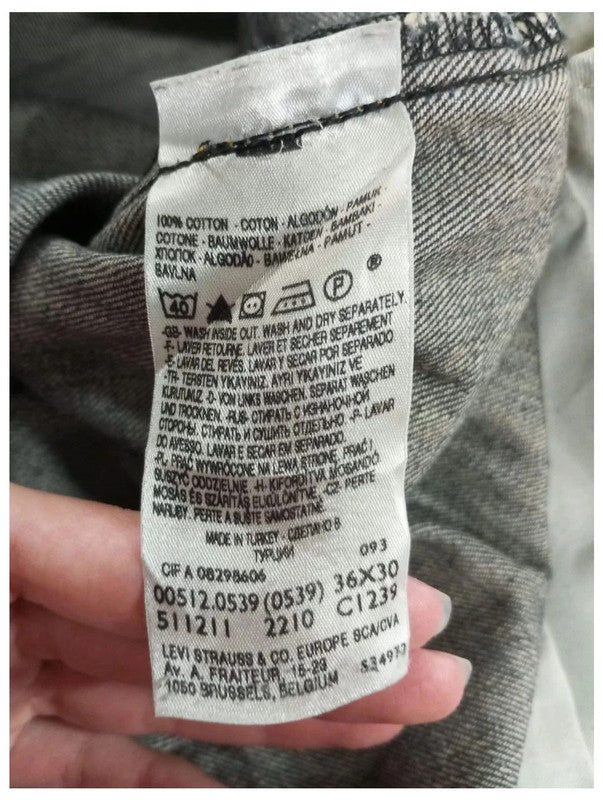 100% COTTON - COTON - ALGODÓN - PAMUK
COTONE - BAUMWOLLE - KATOEN - BAMBAKI -
ХЛОПОК - ALGODÃO - BAWEŁNA - PAMUT -
BAVLNA
40 P ®
-GB- WASH INSIDE OUT. WASH AND DRY SEPARATELY.
-F- LAVER RETOURNE. LAVER ET SECHER SEPAREMENT
-E- LAVAR DEL REVÉS. LAVAR Y SECAR POR SEPARADO
-TR- TERSTEN YIKAYINIZ. AYRI YIKAYINIZ VE
KURUTUNUZ -D- VON LINKS WASCHEN. SEPARAT WASCHEN
UND TROCKNEN. -RUS- СТИРАТЬ С ИЗНАНОЧНОЙ
СТОРОНЫ. СТИРАТЬ И СУШИТЬ ОТДЕЛЬНО -P- LAVAR
DO AVESSO. LAVAR E SECAR EM SEPARADO.
-PL- PRAĆ WYWRÓCONE NA LEWĄ STRONĘ. PRAĆ I
SUSZYĆ ODDZIELNIE -H- KIFORDÍTVA MOSANDÓ
MOSÁS ÉS SZÁRÍTÁS ELKÜLÖNÍTVE -CZ- PERTE
NARUBY. PERTE A SUŠTE SAMOSTATNĚ.
MADE IN TURKEY - СДЕЛАНО В
ТУРЦИИ 093
CIF A 08298606
00512.0539 (0539) 36X30
511211 2210 C1239
LEVI STRAUSS & CO. EUROPE SCA/CVA
Av. A. FRAITEUR, 15-23
1050 BRUSSELS, BELGIUM